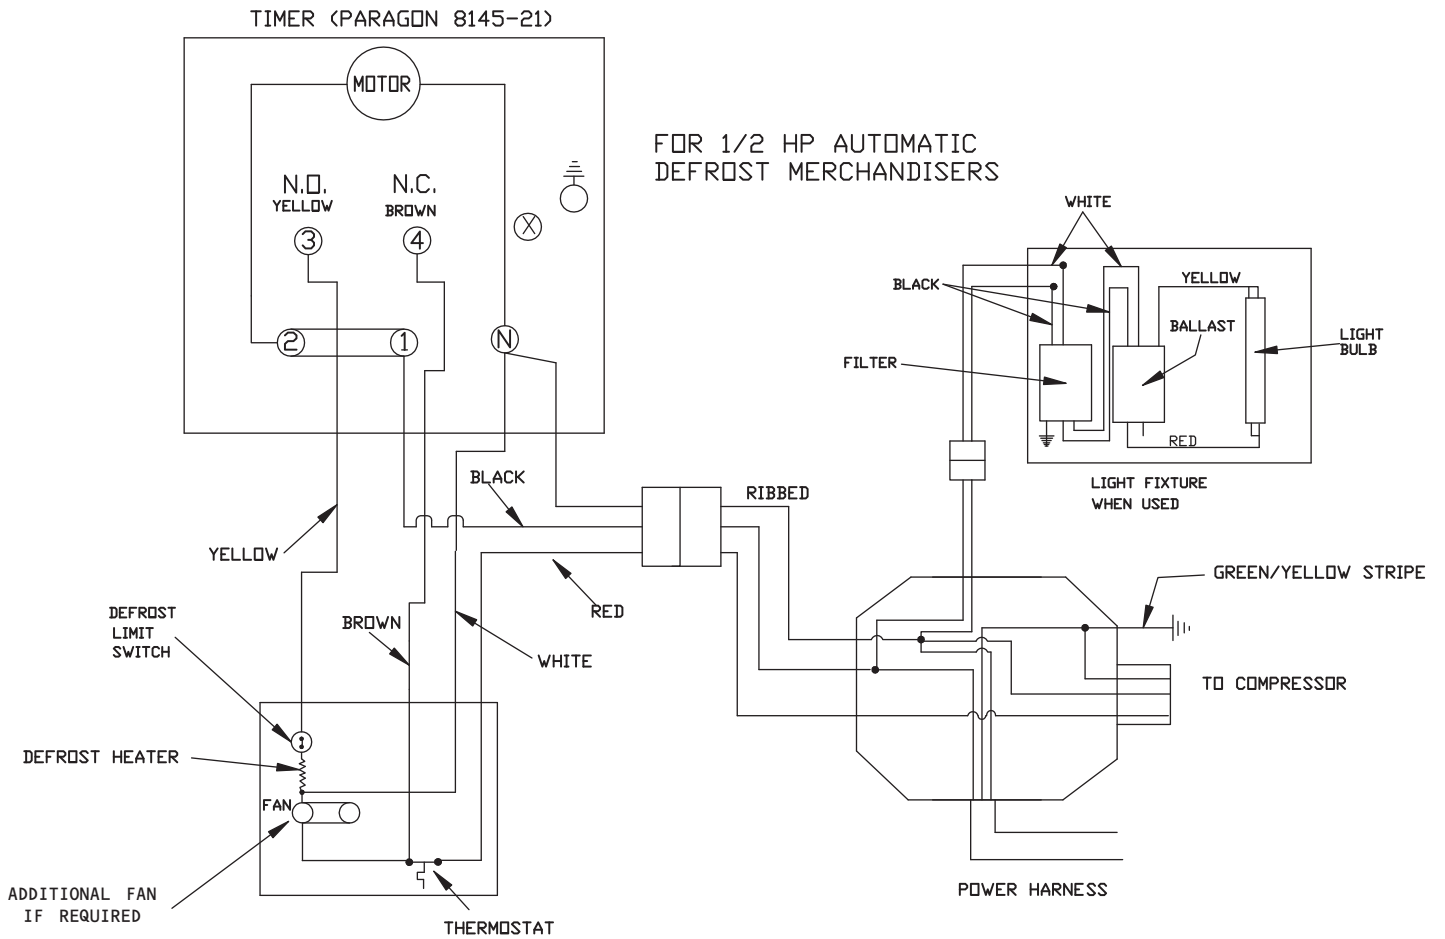 TIMER (PARAGON 8145-21)
MOTOR
FOR 1/2 HP AUTOMATIC
DEFROST MERCHANDISERS
N.O.
YELLOW
N.C.
BROWN
X
3
4
2
1
N
WHITE
BLACK
YELLOW
BALLAST
LIGHT
BULB
FILTER
RED
LIGHT FIXTURE
WHEN USED
BLACK
RIBBED
YELLOW
GREEN/YELLOW STRIPE
DEFROST
LIMIT
SWITCH
BROWN
RED
WHITE
TO COMPRESSOR
DEFROST HEATER
FAN
ADDITIONAL FAN
IF REQUIRED
THERMOSTAT
POWER HARNESS